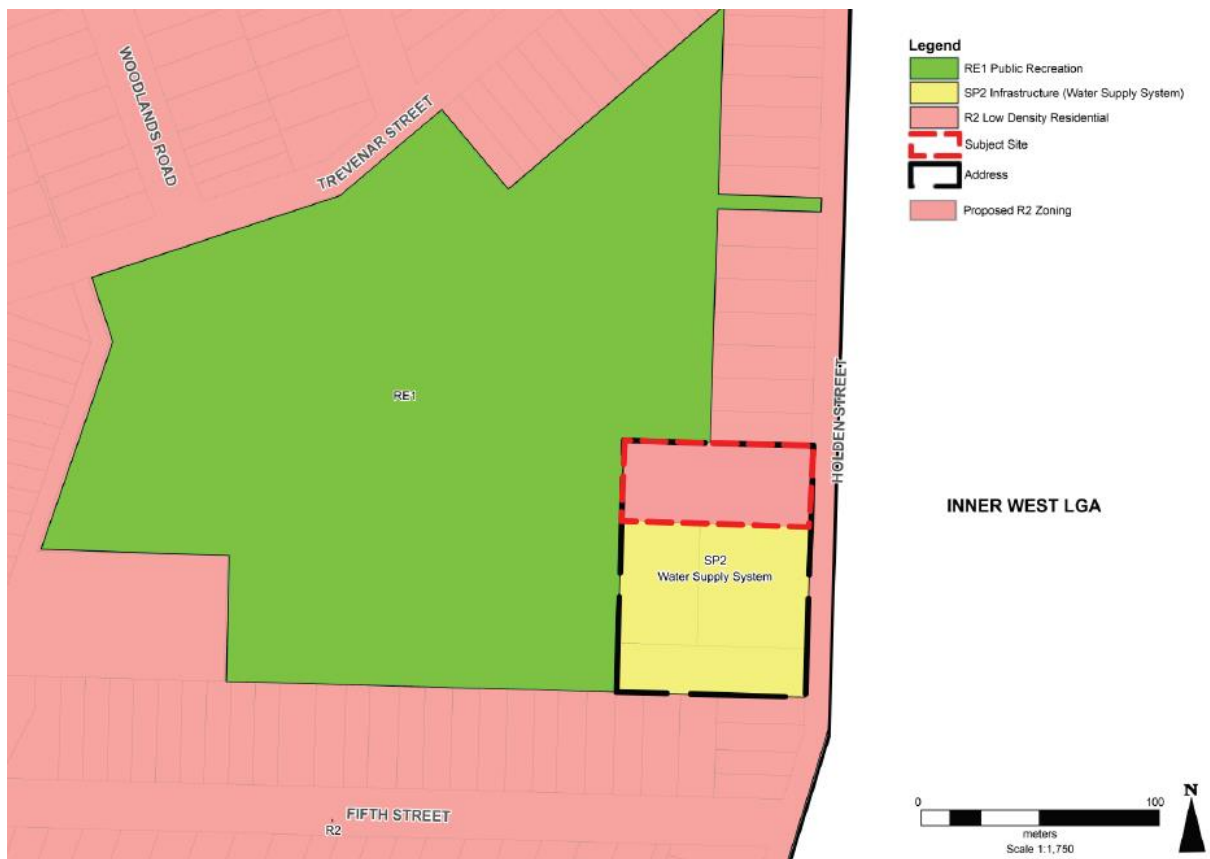 WOODLANDS ROAD
TREVENAR STREET
RE1
HOLDEN STREET
SP2
Water Supply System
FIFTH STREET
R2
Legend
RE1 Public Recreation
SP2 Infrastructure (Water Supply System)
R2 Low Density Residential
Subject Site
Address
Proposed R2 Zoning
INNER WEST LGA
0 100
meters
Scale 1:1,750
N